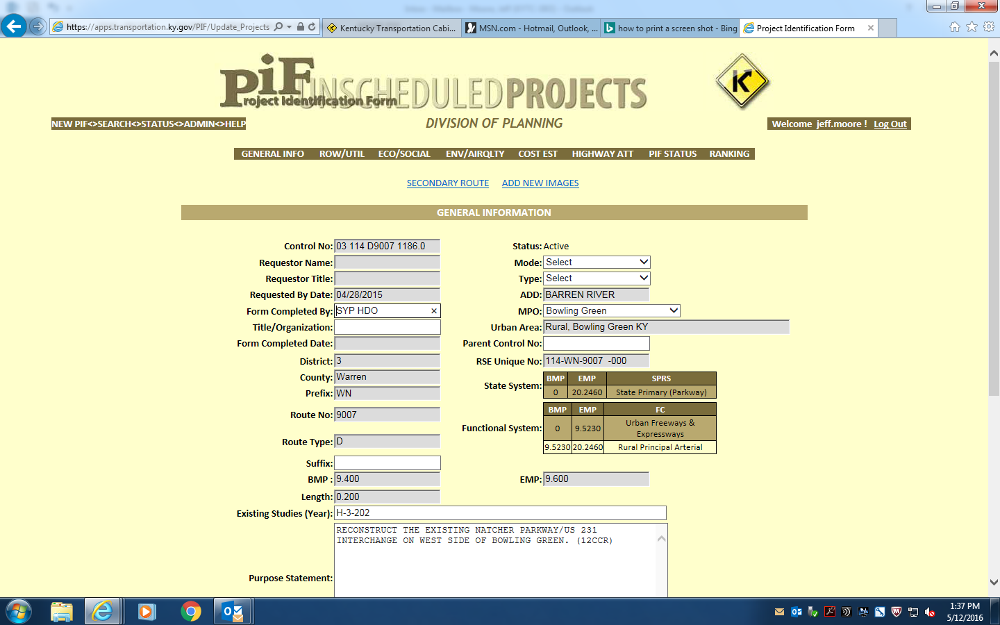 https://apps.transportation.ky.gov/PIF/Update_Projects
Kentucky Transportation Cabi...
MSN.com - Hotmail, Outlook, ...
how to print a screen shot - Bing
Project Identification Form
piF UNSCHEDULED PROJECTS
Project Identification Form
K
NEW PIF<>SEARCH<>STATUS<>ADMIN<>HELP
DIVISION OF PLANNING
Welcome jeff.moore ! Log Out
GENERAL INFO ROW/UTIL ECO/SOCIAL ENV/AIRQLTY COST EST HIGHWAY ATT PIF STATUS RANKING
SECONDARY ROUTE ADD NEW IMAGES
GENERAL INFORMATION
Control No: 03 114 D9007 1186.0
Status: Active
Requestor Name:
Mode: Select
Requestor Title:
Type: Select
Requested By Date: 04/28/2015
ADD: BARREN RIVER
Form Completed By: SYP HDO
MPO: Bowling Green
Title/Organization:
Urban Area: Rural, Bowling Green KY
Form Completed Date:
Parent Control No:
District: 3
RSE Unique No: 114-WN-9007 -000
County: Warren
State System:
BMP EMP SPRS
0 20.2460 State Primary (Parkway)
Prefix: WN
Route No: 9007
Functional System:
BMP EMP FC
0 9.5230 Urban Freeways & Expressways
9.5230 20.2460 Rural Principal Arterial
Route Type: D
Suffix:
BMP : 9.400
EMP: 9.600
Length: 0.200
Existing Studies (Year): H-3-202
Purpose Statement:
RECONSTRUCT THE EXISTING NATCHER PARKWAY/US 231
INTERCHANGE ON WEST SIDE OF BOWLING GREEN. (12CCR)
1:37 PM
5/12/2016